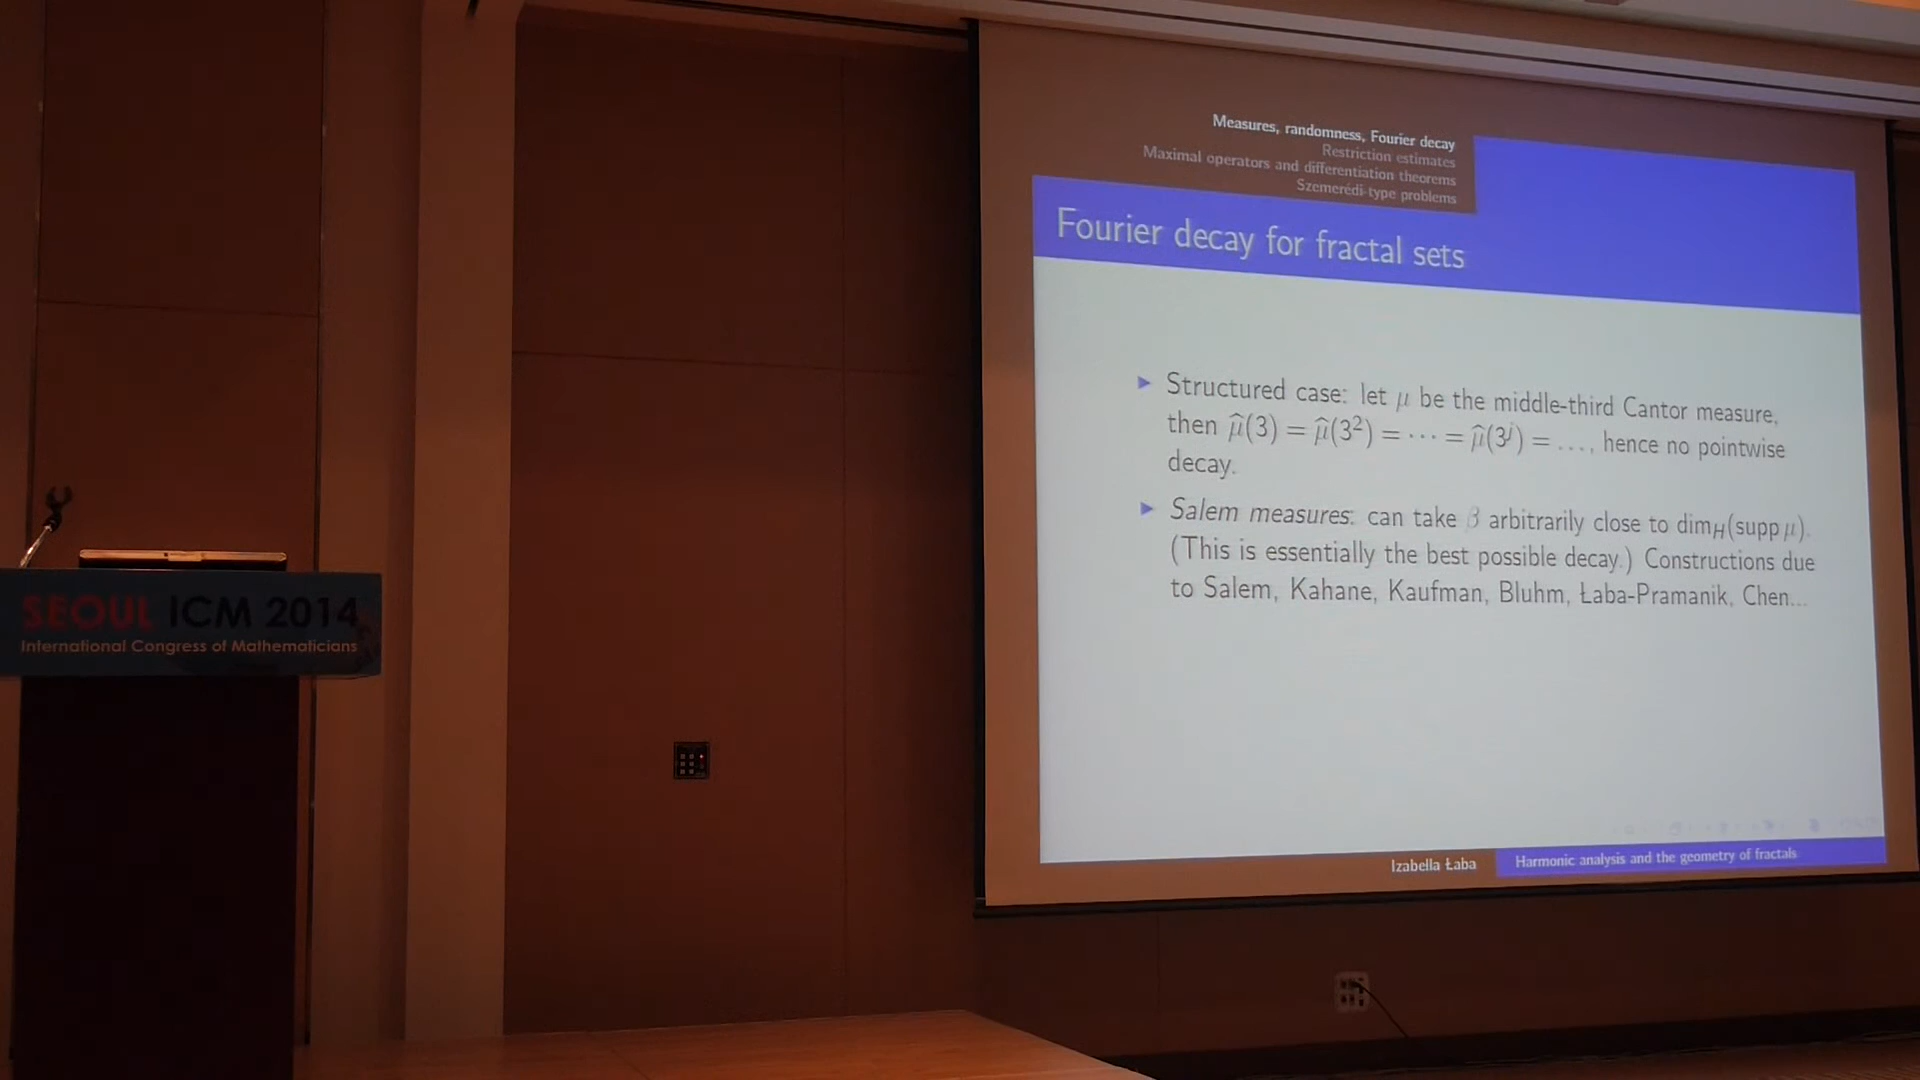 Measures, randomness, Fourier decay
Restriction estimates
Maximal operators and differentiation theorems
Szemerédi-type problems
Fourier decay for fractal sets
Structured case: let μ be the middle-third Cantor measure,
then μ̂(3) = μ̂(3²) = ⋯ = μ̂(3ʲ) = …, hence no pointwise
decay.
Salem measures: can take β arbitrarily close to dim_H(supp μ).
(This is essentially the best possible decay.) Constructions due
to Salem, Kahane, Kaufman, Bluhm, Łaba-Pramanik, Chen...
SEOUL ICM 2014
International Congress of Mathematicians
Izabella Łaba
Harmonic analysis and the geometry of fractals